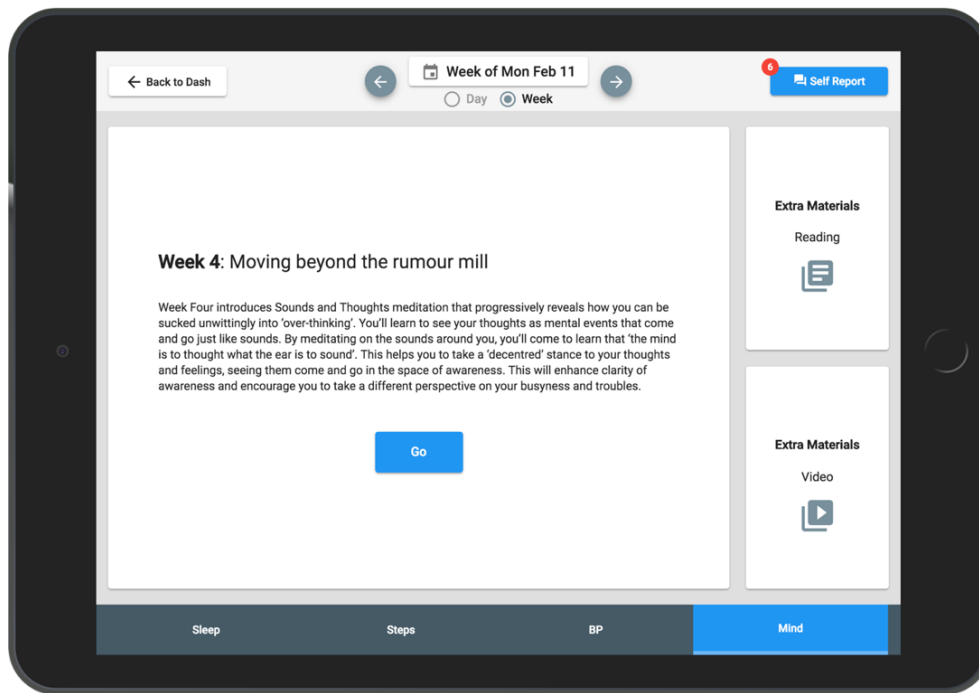 Back to Dash
Week of Mon Feb 11
Day
Week
6
Self Report
Week 4: Moving beyond the rumour mill
Week Four introduces Sounds and Thoughts meditation that progressively reveals how you can be
sucked unwittingly into ‘over-thinking’. You’ll learn to see your thoughts as mental events that come
and go just like sounds. By meditating on the sounds around you, you’ll come to learn that ‘the mind
is to thought what the ear is to sound’. This helps you to take a ‘decentred’ stance to your thoughts
and feelings, seeing them come and go in the space of awareness. This will enhance clarity of
awareness and encourage you to take a different perspective on your busyness and troubles.
Go
Extra Materials
Reading
Extra Materials
Video
Sleep
Steps
BP
Mind